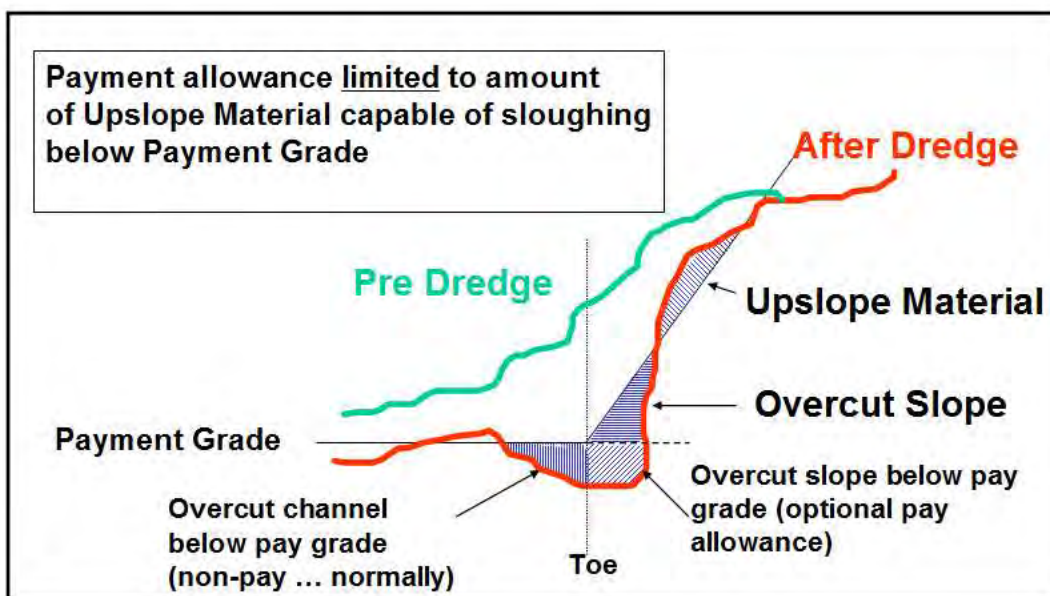 Payment allowance limited to amount
of Upslope Material capable of sloughing
below Payment Grade
After Dredge
Pre Dredge
Upslope Material
Overcut Slope
Payment Grade
Overcut slope below pay
grade (optional pay
allowance)
Overcut channel
below pay grade
(non-pay ... normally)
Toe